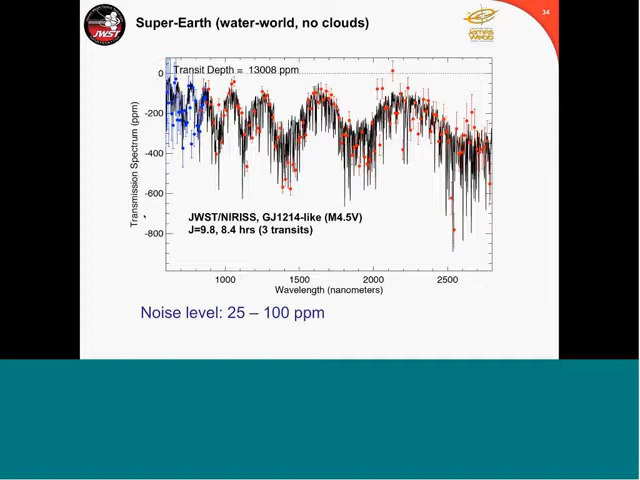 34
Super-Earth (water-world, no clouds)
JWST
James Webb
Transit Depth = 13008 ppm
0
-200
-400
-600
-800
Transmission Spectrum (ppm)
JWST/NIRISS, GJ1214-like (M4.5V)
J=9.8, 8.4 hrs (3 transits)
1000 1500 2000 2500
Wavelength (nanometers)
Noise level: 25 – 100 ppm